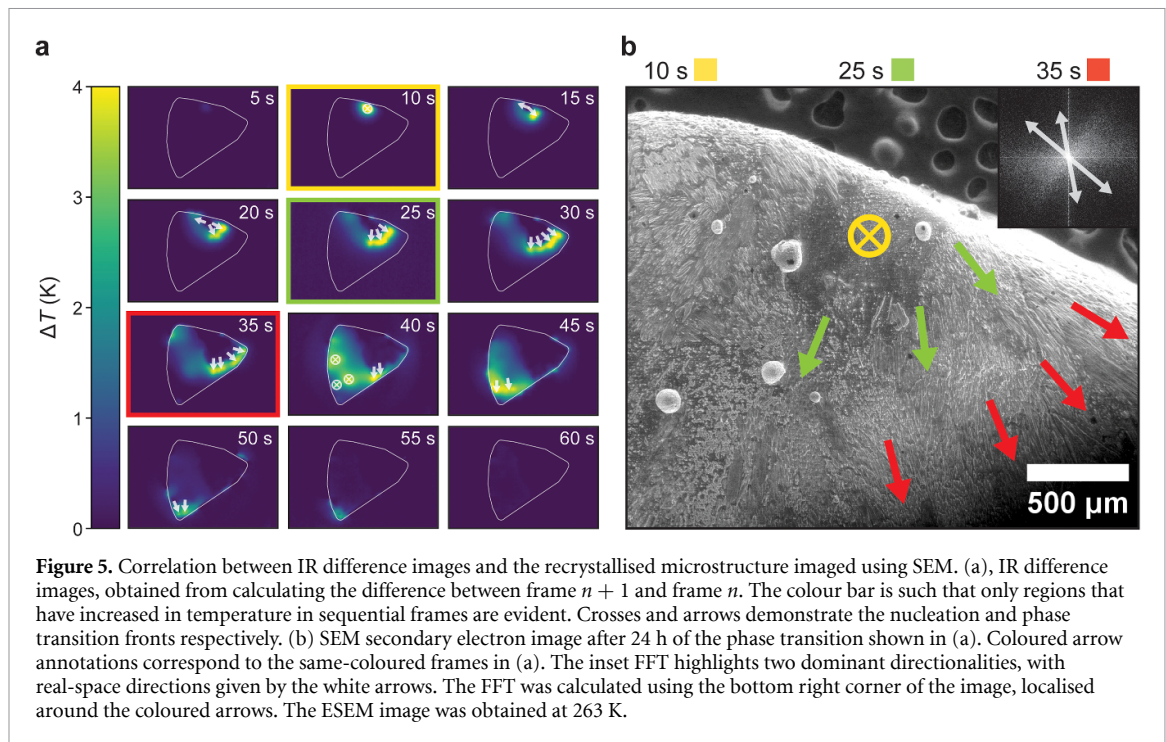 a
b
10 s
25 s
35 s
4
3
2
1
0
ΔT (K)
5 s
10 s
15 s
20 s
25 s
30 s
35 s
40 s
45 s
50 s
55 s
60 s
500 μm
Figure 5. Correlation between IR difference images and the recrystallised microstructure imaged using SEM. (a), IR difference
images, obtained from calculating the difference between frame n + 1 and frame n. The colour bar is such that only regions that
have increased in temperature in sequential frames are evident. Crosses and arrows demonstrate the nucleation and phase
transition fronts respectively. (b) SEM secondary electron image after 24 h of the phase transition shown in (a). Coloured arrow
annotations correspond to the same-coloured frames in (a). The inset FFT highlights two dominant directionalities, with
real-space directions given by the white arrows. The FFT was calculated using the bottom right corner of the image, localised
around the coloured arrows. The ESEM image was obtained at 263 K.